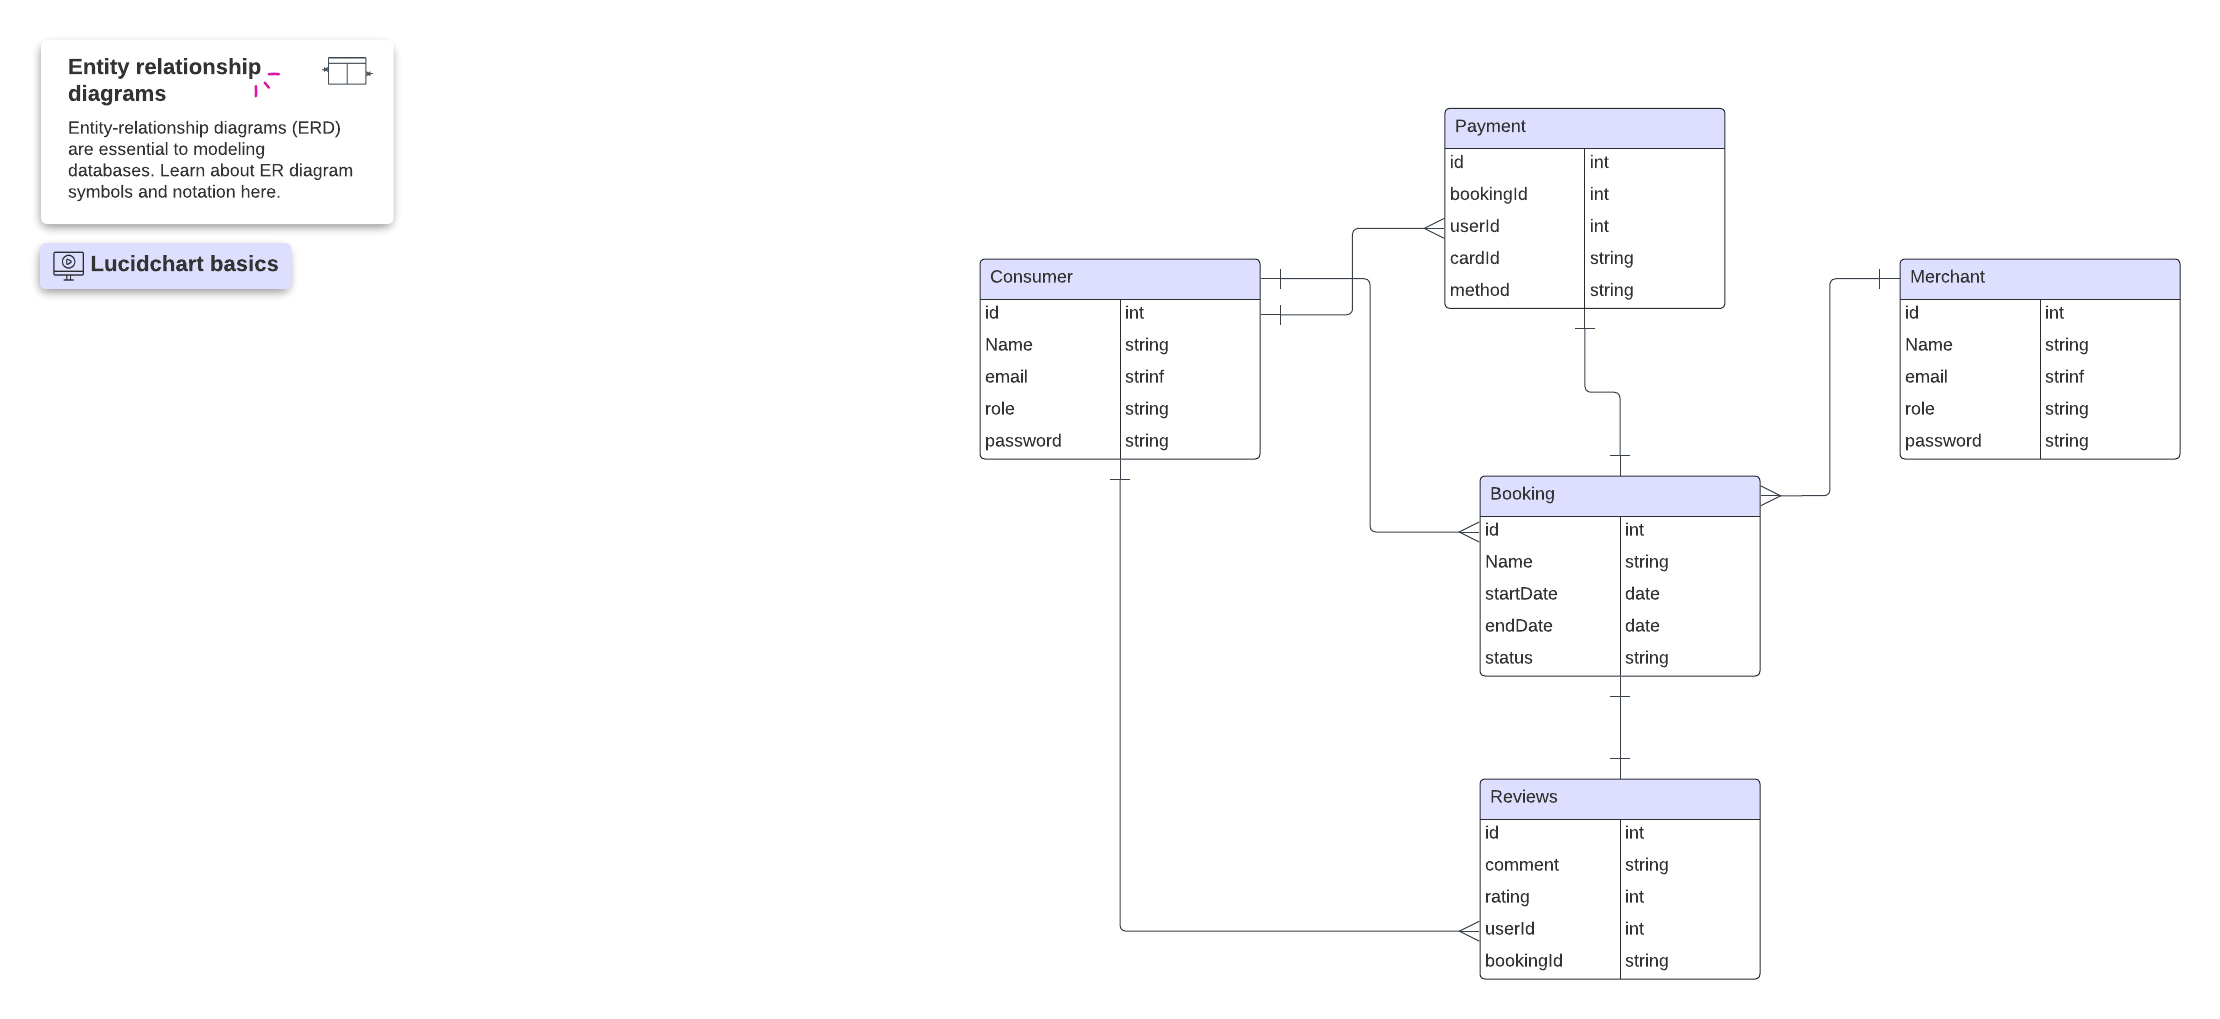 Entity relationship
diagrams
Entity-relationship diagrams (ERD)
are essential to modeling
databases. Learn about ER diagram
symbols and notation here.
Lucidchart basics
Payment
id int
bookingId int
userId int
cardId string
method string
Consumer
id int
Name string
email strinf
role string
password string
Merchant
id int
Name string
email strinf
role string
password string
Booking
id int
Name string
startDate date
endDate date
status string
Reviews
id int
comment string
rating int
userId int
bookingId string